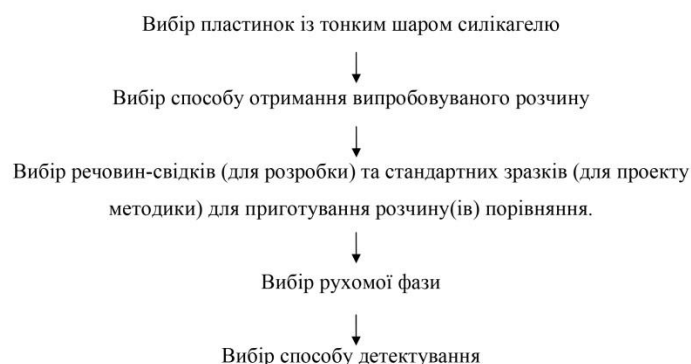 Вибір пластинок із тонким шаром силікагелю
Вибір способу отримання випробовуваного розчину
Вибір речовин-свідків (для розробки) та стандартних зразків (для проекту
методики) для приготування розчину(ів) порівняння.
Вибір рухомої фази
Вибір способу детектування